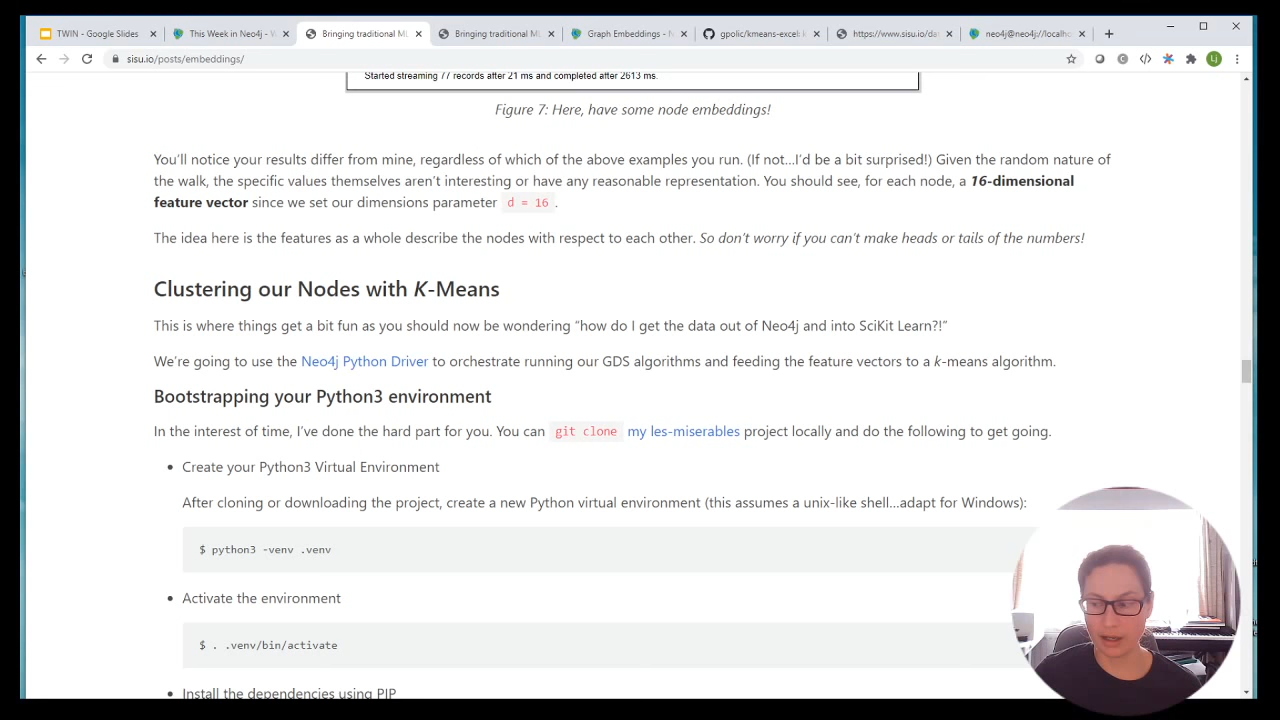 TWIN - Google Slides
This Week in Neo4j - W
Bringing traditional ML
Bringing traditional M
Graph Embeddings - N
gpolic/kmeans-excel: k
https://www.sisu.io/da
neo4j@neo4j://localho
sisu.io/posts/embeddings/
Lj
Started streaming 77 records after 21 ms and completed after 2613 ms.
Figure 7: Here, have some node embeddings!
You'll notice your results differ from mine, regardless of which of the above examples you run. (If not...I'd be a bit surprised!) Given the random nature of
the walk, the specific values themselves aren't interesting or have any reasonable representation. You should see, for each node, a 16-dimensional
feature vector since we set our dimensions parameter d = 16.
The idea here is the features as a whole describe the nodes with respect to each other. So don't worry if you can't make heads or tails of the numbers!
Clustering our Nodes with K-Means
This is where things get a bit fun as you should now be wondering "how do I get the data out of Neo4j and into SciKit Learn?!"
We're going to use the Neo4j Python Driver to orchestrate running our GDS algorithms and feeding the feature vectors to a k-means algorithm.
Bootstrapping your Python3 environment
In the interest of time, I've done the hard part for you. You can git clone my les-miserables project locally and do the following to get going.
• Create your Python3 Virtual Environment
After cloning or downloading the project, create a new Python virtual environment (this assumes a unix-like shell...adapt for Windows):
$ python3 -venv .venv
• Activate the environment
$ . .venv/bin/activate
• Install the dependencies using PIP